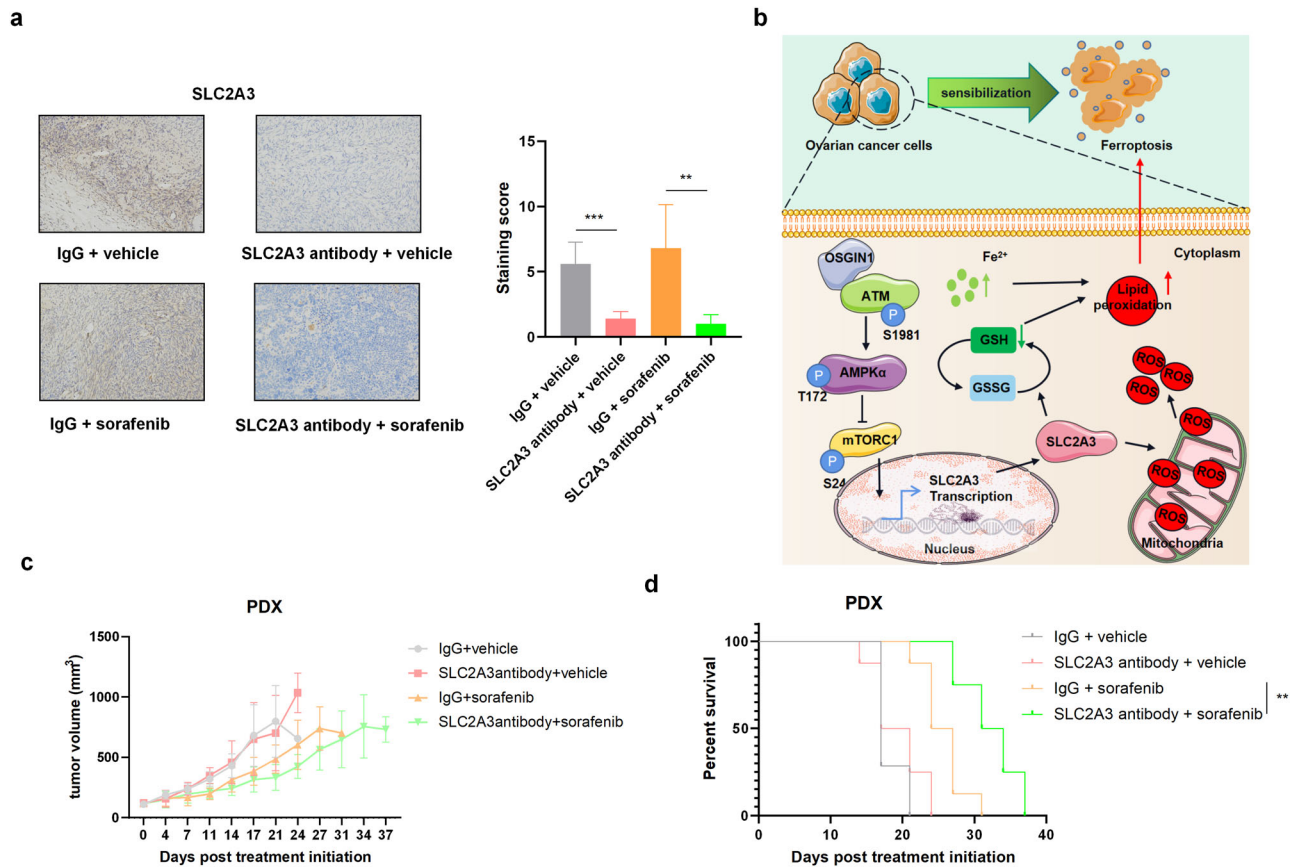 a
SLC2A3
IgG + vehicle
SLC2A3 antibody + vehicle
IgG + sorafenib
SLC2A3 antibody + sorafenib
Staining score
15
10
5
0
***
**
IgG + vehicle
SLC2A3 antibody + vehicle
IgG + sorafenib
SLC2A3 antibody + sorafenib
b
sensibilization
Ovarian cancer cells
Ferroptosis
Cytoplasm
OSGIN1
ATM
P
S1981
Fe²⁺
Lipid
peroxidation
GSH
GSSG
P
AMPKα
T172
mTORC1
P
S24
SLC2A3
SLC2A3
Transcription
Nucleus
ROS
ROS
ROS
ROS
ROS
ROS
ROS
Mitochondria
c
PDX
tumor volume (mm³)
1500
1000
500
0
0 4 7 11 14 17 21 24 27 31 34 37
Days post treatment initiation
IgG+vehicle
SLC2A3antibody+vehicle
IgG+sorafenib
SLC2A3antibody+sorafenib
d
PDX
Percent survival
100
50
0
0 20 40
Days post treatment initiation
IgG + vehicle
SLC2A3 antibody + vehicle
IgG + sorafenib
SLC2A3 antibody + sorafenib
**